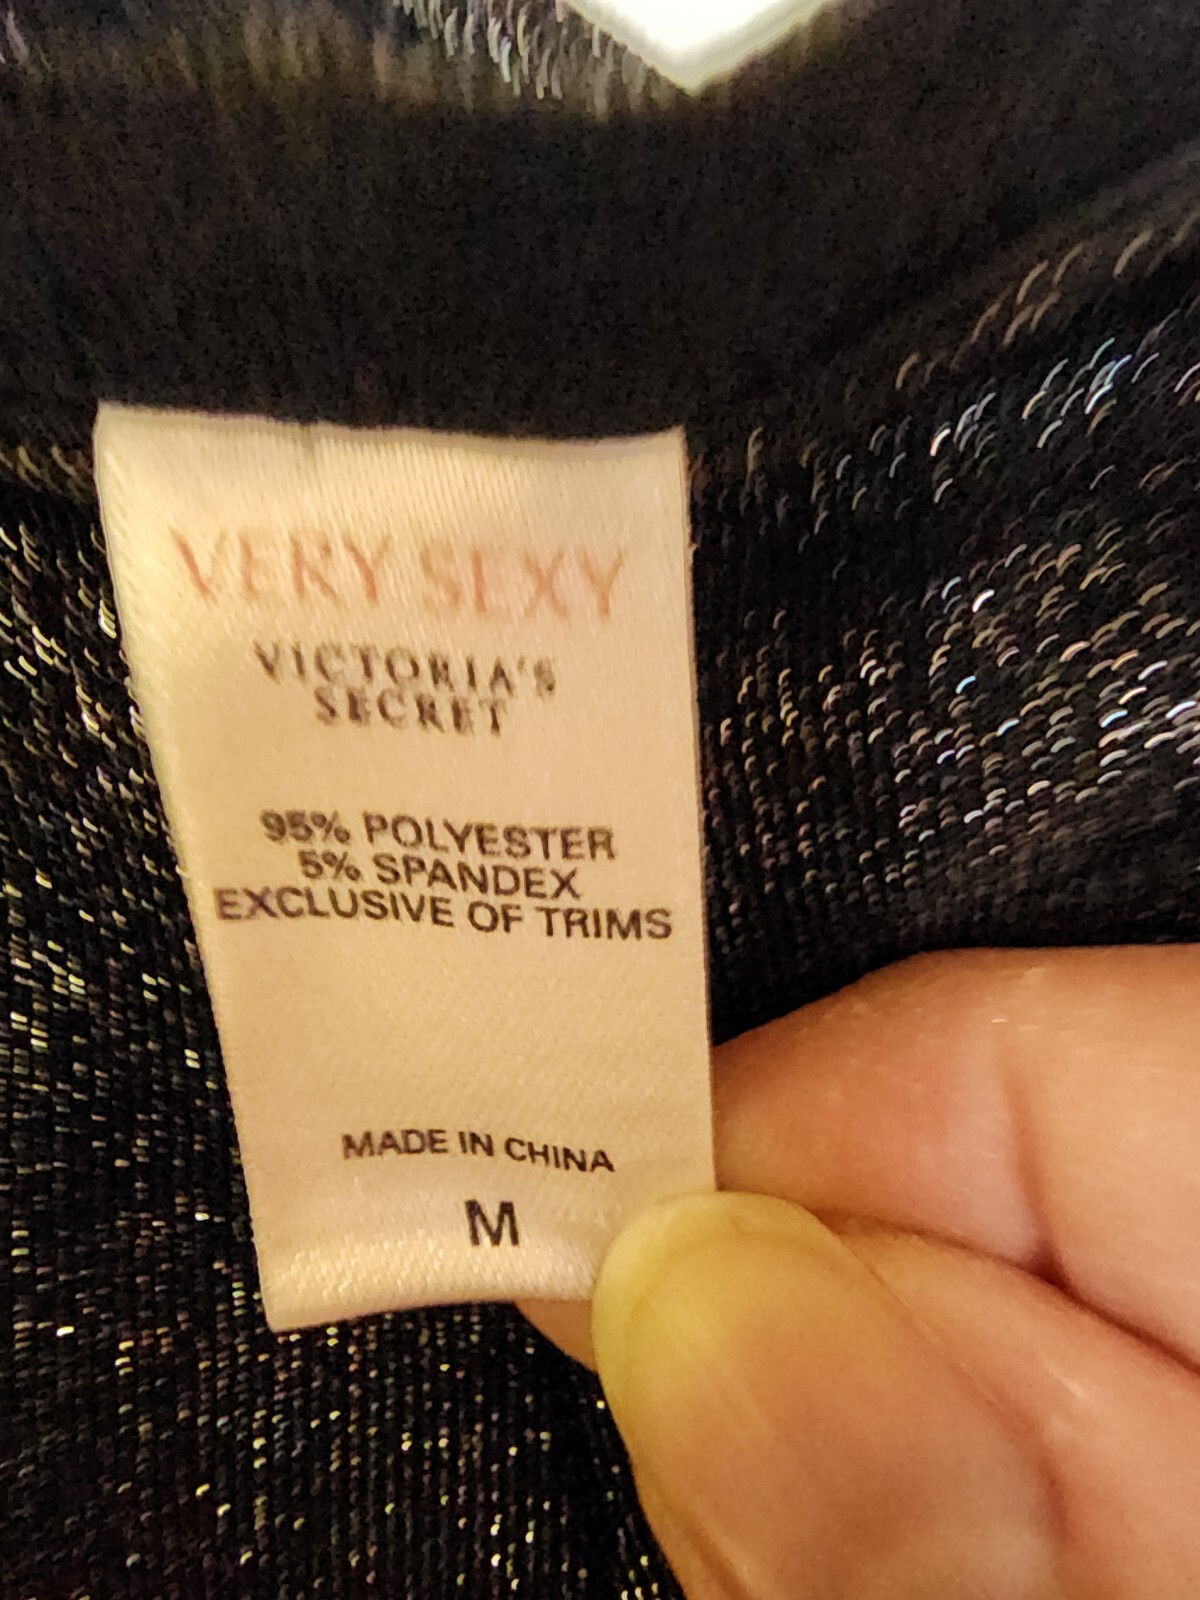 VERY SEXY
VICTORIA'S
SECRET
95% POLYESTER
5% SPANDEX
EXCLUSIVE OF TRIMS
MADE IN CHINA
M